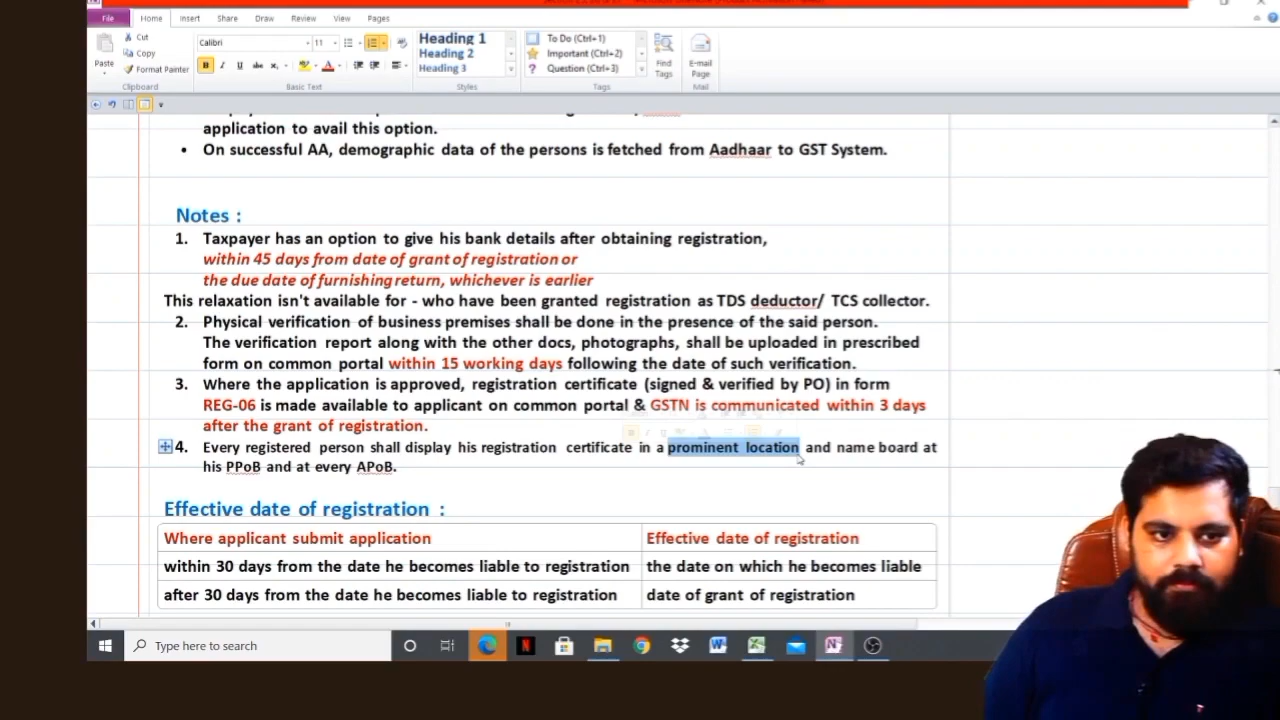 File Home Insert Share Draw Review View Pages
Cut
Copy
Paste Format Painter
Clipboard
Calibri 11
B I U abc
Basic Text
Heading 1
Heading 2
Heading 3
Styles
To Do (Ctrl+1)
Important (Ctrl+2)
Question (Ctrl+3)
Tags
Find Tags
E-mail Page
Mail
application to avail this option.
• On successful AA, demographic data of the persons is fetched from Aadhaar to GST System.
Notes :
1. Taxpayer has an option to give his bank details after obtaining registration,
within 45 days from date of grant of registration or
the due date of furnishing return, whichever is earlier
This relaxation isn't available for - who have been granted registration as TDS deductor/ TCS collector.
2. Physical verification of business premises shall be done in the presence of the said person.
The verification report along with the other docs, photographs, shall be uploaded in prescribed
form on common portal within 15 working days following the date of such verification.
3. Where the application is approved, registration certificate (signed & verified by PO) in form
REG-06 is made available to applicant on common portal & GSTN is communicated within 3 days
after the grant of registration.
4. Every registered person shall display his registration certificate in a prominent location and name board at
his PPoB and at every APoB.
Effective date of registration :
Where applicant submit application Effective date of registration
within 30 days from the date he becomes liable to registration the date on which he becomes liable
after 30 days from the date he becomes liable to registration date of grant of registration
Type here to search